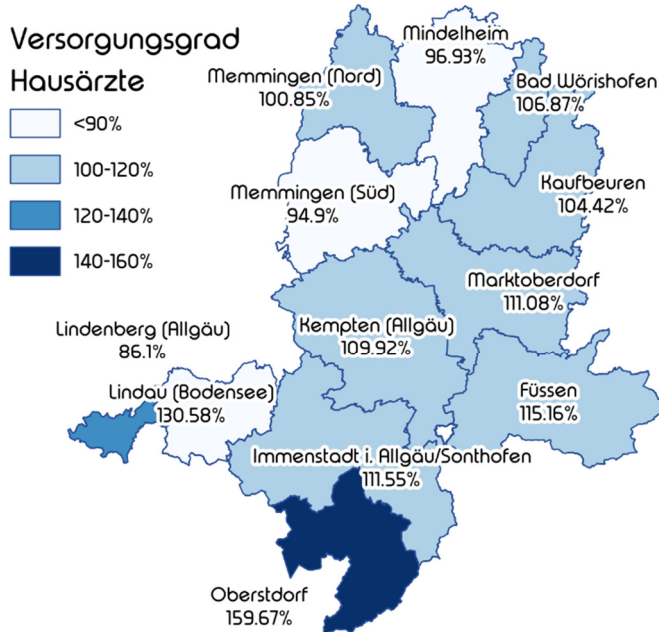 Versorgungsgrad
Hausärzte
<90%
100-120%
120-140%
140-160%
Mindelheim
96.93%
Memmingen (Nord)
100.85%
Bad Wörishofen
106.87%
Memmingen (Süd)
94.9%
Kaufbeuren
104.42%
Marktoberdorf
111.08%
Kempten (Allgäu)
109.92%
Lindenberg (Allgäu)
86.1%
Lindau (Bodensee)
130.58%
Füssen
115.16%
Immenstadt i. Allgäu/Sonthofen
111.55%
Oberstdorf
159.67%